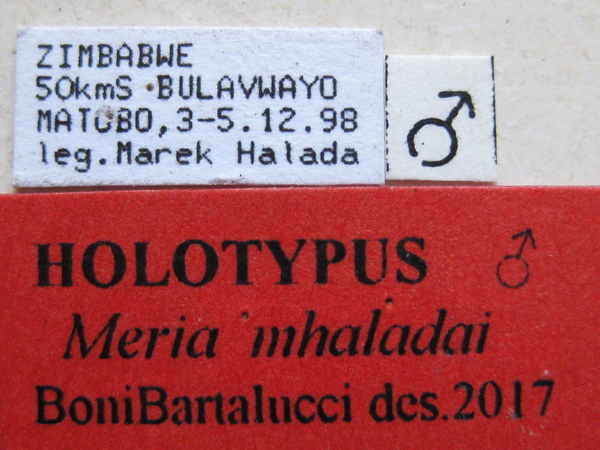 ZIMBABWE
50kmS BULAVWAYO
MATOBO,3-5.12.98
leg.Marek Halada
♂
HOLOTYPUS ♂
Meria mhaladai
BoniBartalucci des.2017